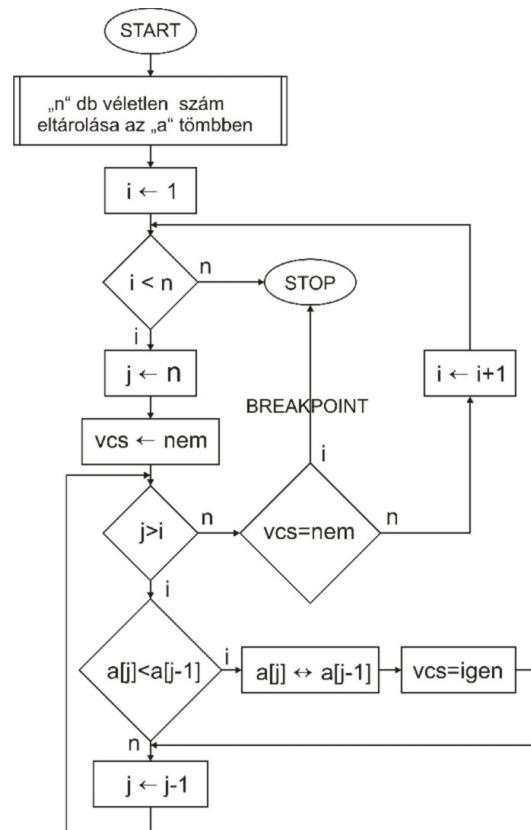 START
„n“ db véletlen szám
eltárolása az „a“ tömbben
i ← 1
i < n
n
STOP
i
j ← n
i ← i+1
BREAKPOINT
vcs ← nem
i
j>i
n
vcs=nem
n
i
a[j]<a[j-1]
i
a[j] ↔ a[j-1]
vcs=igen
n
j ← j-1